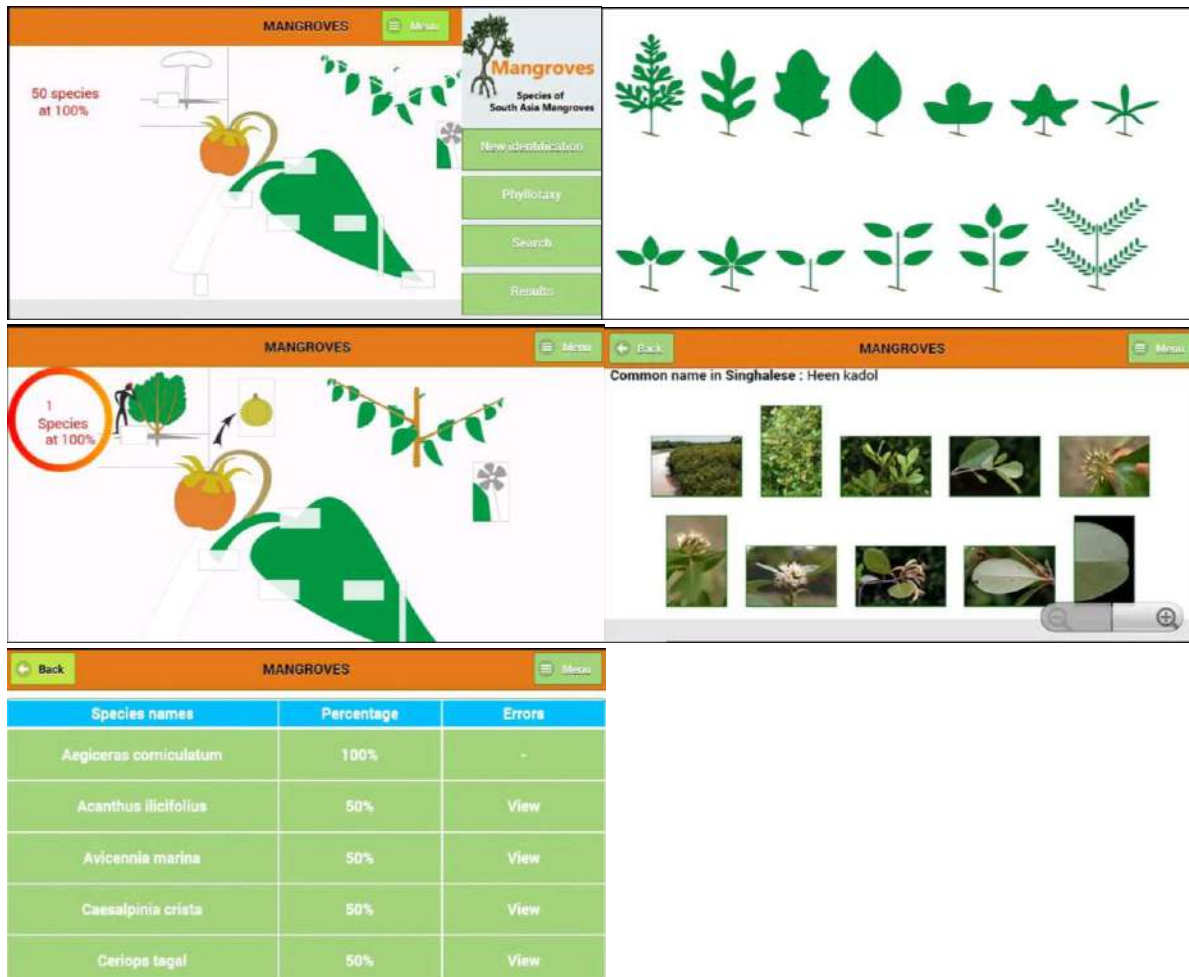 MANGROVES
Menu
50 species
at 100%
Mangroves
Species of
South Asia Mangroves
New identification
Phyllotaxy
Search
Results
MANGROVES
Menu
1
Species
at 100%
Back
MANGROVES
Menu
Common name in Singhalese : Heen kadol
Back
MANGROVES
Menu
Species names Percentage Errors
Aegiceras corniculatum 100% -
Acanthus ilicifolius 50% View
Avicennia marina 50% View
Caesalpinia crista 50% View
Ceriops tagal 50% View